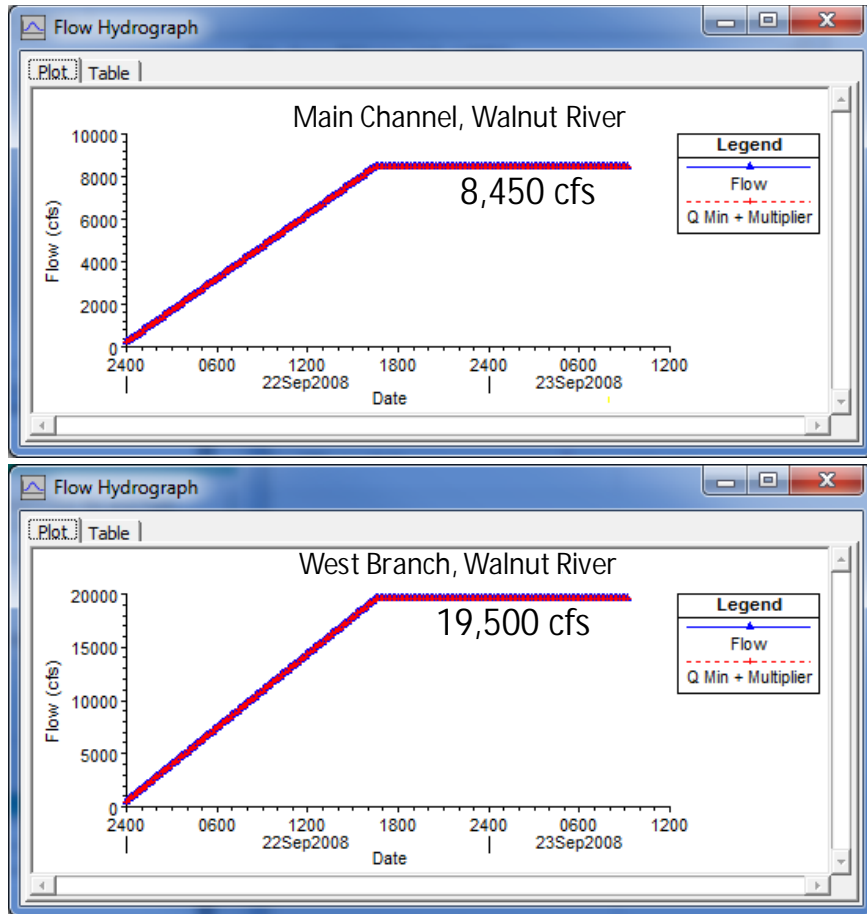 Flow Hydrograph
Plot Table
Main Channel, Walnut River
10000
8000
6000
4000
2000
0
Flow (cfs)
8,450 cfs
Legend
Flow
Q Min + Multiplier
2400 0600 1200 1800 2400 0600 1200
22Sep2008 23Sep2008
Date
Flow Hydrograph
Plot Table
West Branch, Walnut River
20000
15000
10000
5000
0
Flow (cfs)
19,500 cfs
Legend
Flow
Q Min + Multiplier
2400 0600 1200 1800 2400 0600 1200
22Sep2008 23Sep2008
Date